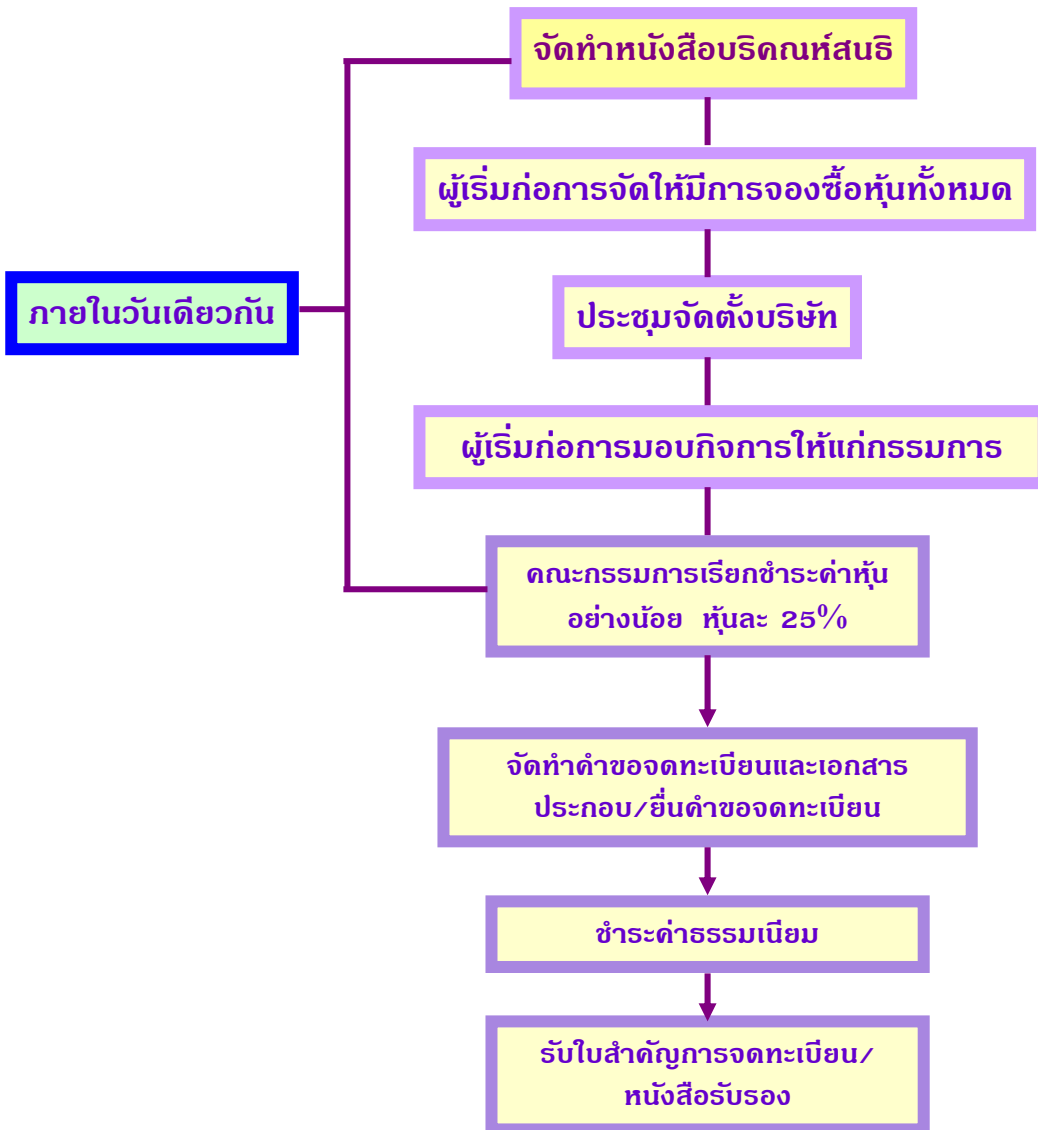 จัดทำหนังสือบริคณห์สนธิ
ผู้เริ่มก่อการจัดให้มีการจองซื้อหุ้นทั้งหมด
ภายในวันเดียวกัน
ประชุมจัดตั้งบริษัท
ผู้เริ่มก่อการมอบกิจการให้แก่กรรมการ
คณะกรรมการเรียกชำระค่าหุ้น
อย่างน้อย หุ้นละ 25%
จัดทำคำขอจดทะเบียนและเอกสาร
ประกอบ/ยื่นคำขอจดทะเบียน
ชำระค่าธรรมเนียม
รับใบสำคัญการจดทะเบียน/
หนังสือรับรอง